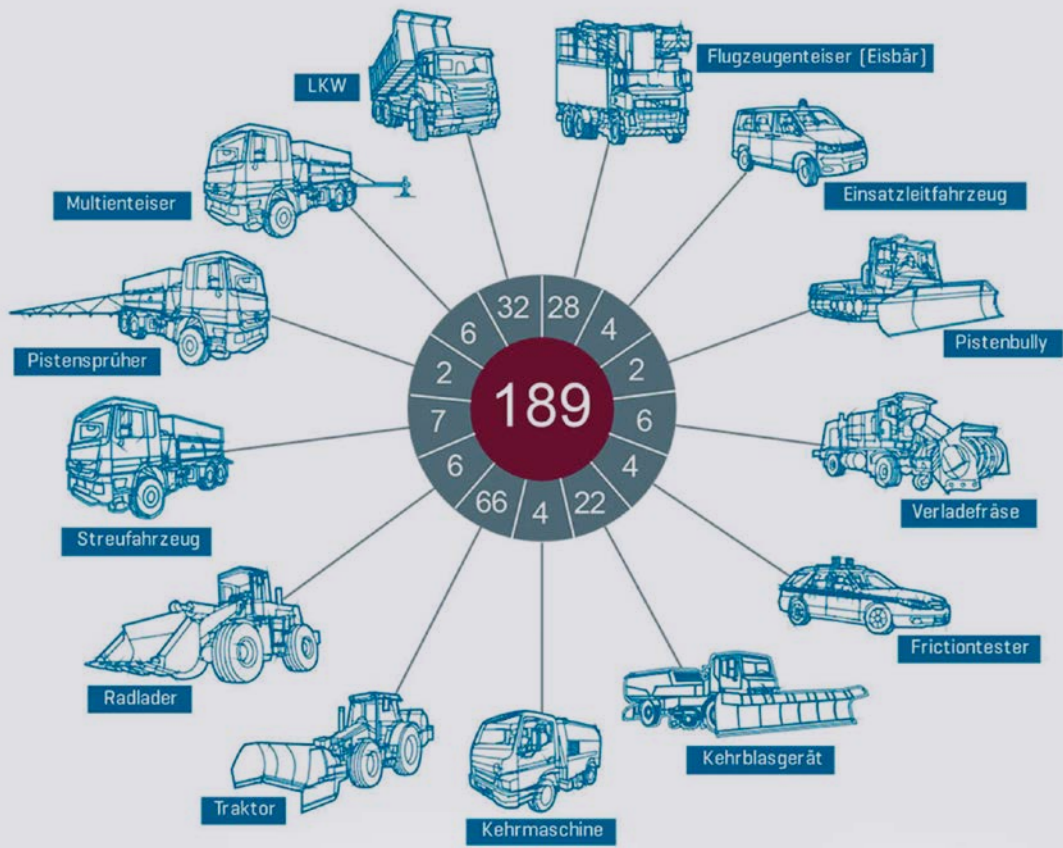 LKW
Flugzeugenteiser (Eisbär)
Multienteiser
Einsatzleitfahrzeug
Pistensprüher
Pistenbully
Streufahrzeug
Verladefräse
Radlader
Frictiontester
Traktor
Kehrblasgerät
Kehrmaschine
189
32
28
4
2
6
4
22
4
66
6
7
2
6